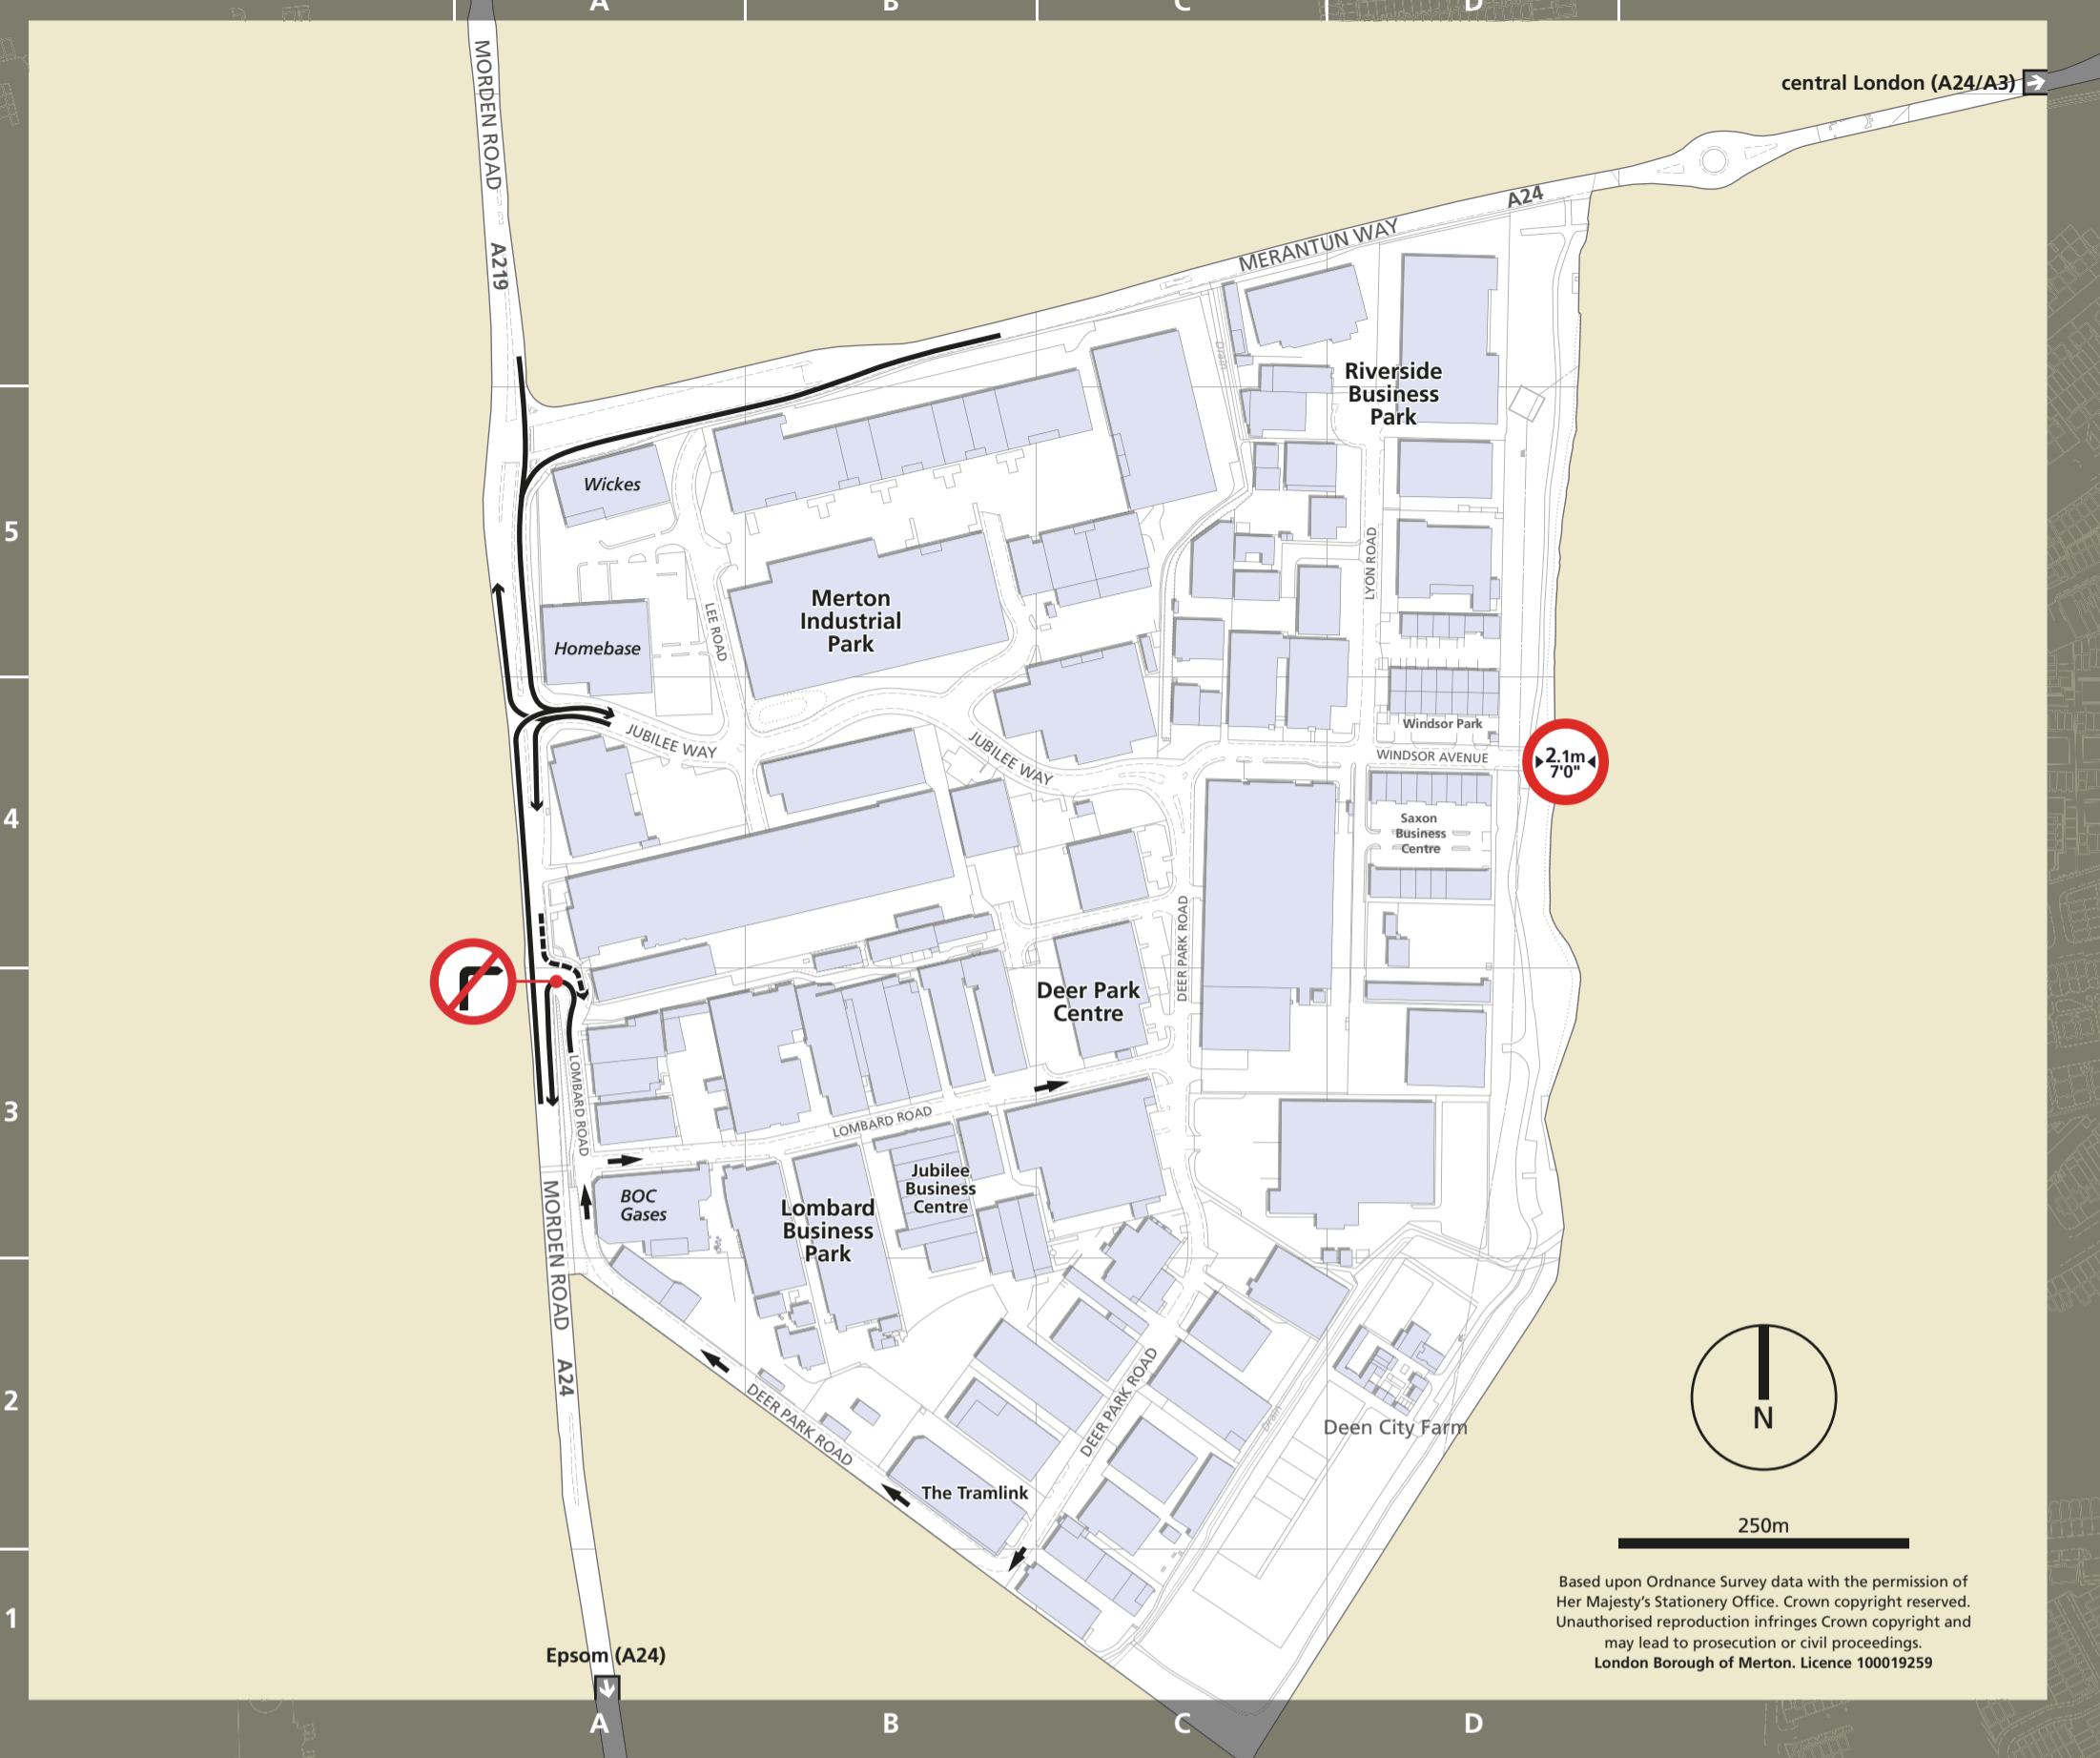 A B C D
MORDEN ROAD
central London (A24/A3)
A24
MERANTUN WAY
A219
Drain
Riverside
Business
Park
Wickes
5
LYON ROAD
Merton
Industrial
Park
LEE ROAD
Homebase
Windsor Park
JUBILEE WAY
JUBILEE WAY
WINDSOR AVENUE
2.1m
7'0"
4
Saxon
Business
Centre
DEER PARK ROAD
Deer Park
Centre
LOMBARD ROAD
3
LOMBARD ROAD
BOC
Gases
Jubilee
Business
Centre
Lombard
Business
Park
MORDEN ROAD
A24
2
DEER PARK ROAD
DEER PARK ROAD
Drain
Deen City Farm
N
The Tramlink
250m
Based upon Ordnance Survey data with the permission of
Her Majesty's Stationery Office. Crown copyright reserved.
Unauthorised reproduction infringes Crown copyright and
may lead to prosecution or civil proceedings.
London Borough of Merton. Licence 100019259
1
Epsom (A24)
A B C D